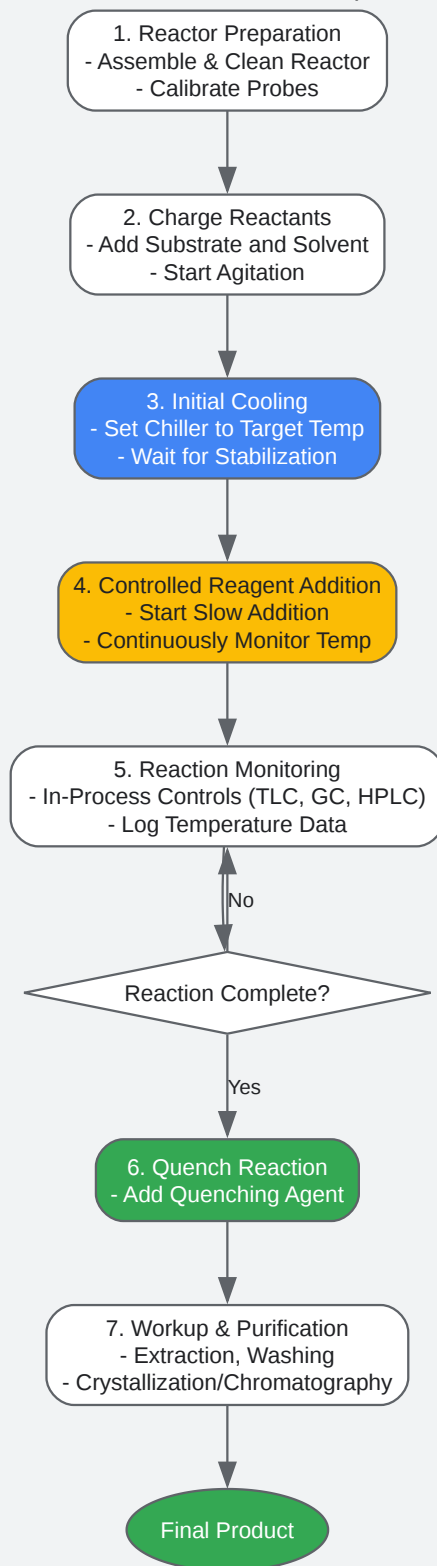 1. Reactor Preparation
- Assemble & Clean Reactor
- Calibrate Probes
2. Charge Reactants
- Add Substrate and Solvent
- Start Agitation
3. Initial Cooling
- Set Chiller to Target Temp
- Wait for Stabilization
4. Controlled Reagent Addition
- Start Slow Addition
- Continuously Monitor Temp
5. Reaction Monitoring
- In-Process Controls (TLC, GC, HPLC)
- Log Temperature Data
No
Reaction Complete?
Yes
6. Quench Reaction
- Add Quenching Agent
7. Workup & Purification
- Extraction, Washing
- Crystallization/Chromatography
Final Product